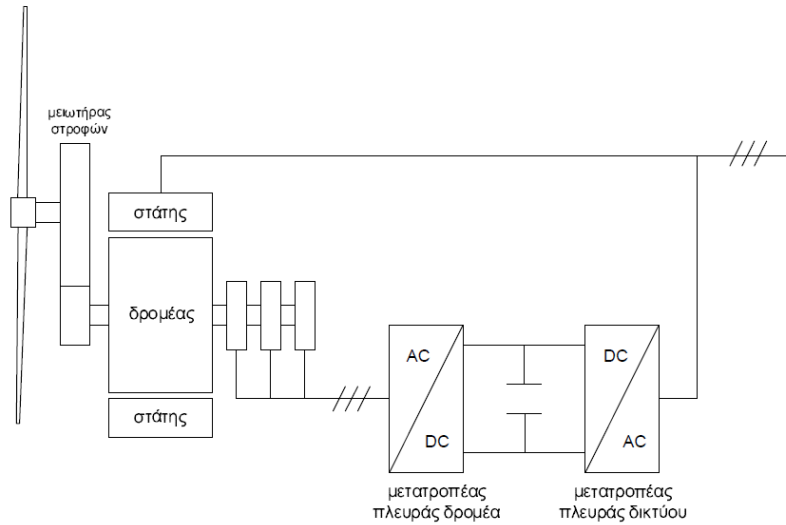 μειωτήρας
στροφών
στάτης
δρομέας
στάτης
AC
DC
DC
AC
μετατροπέας
πλευράς δρομέα
μετατροπέας
πλευράς δικτύου